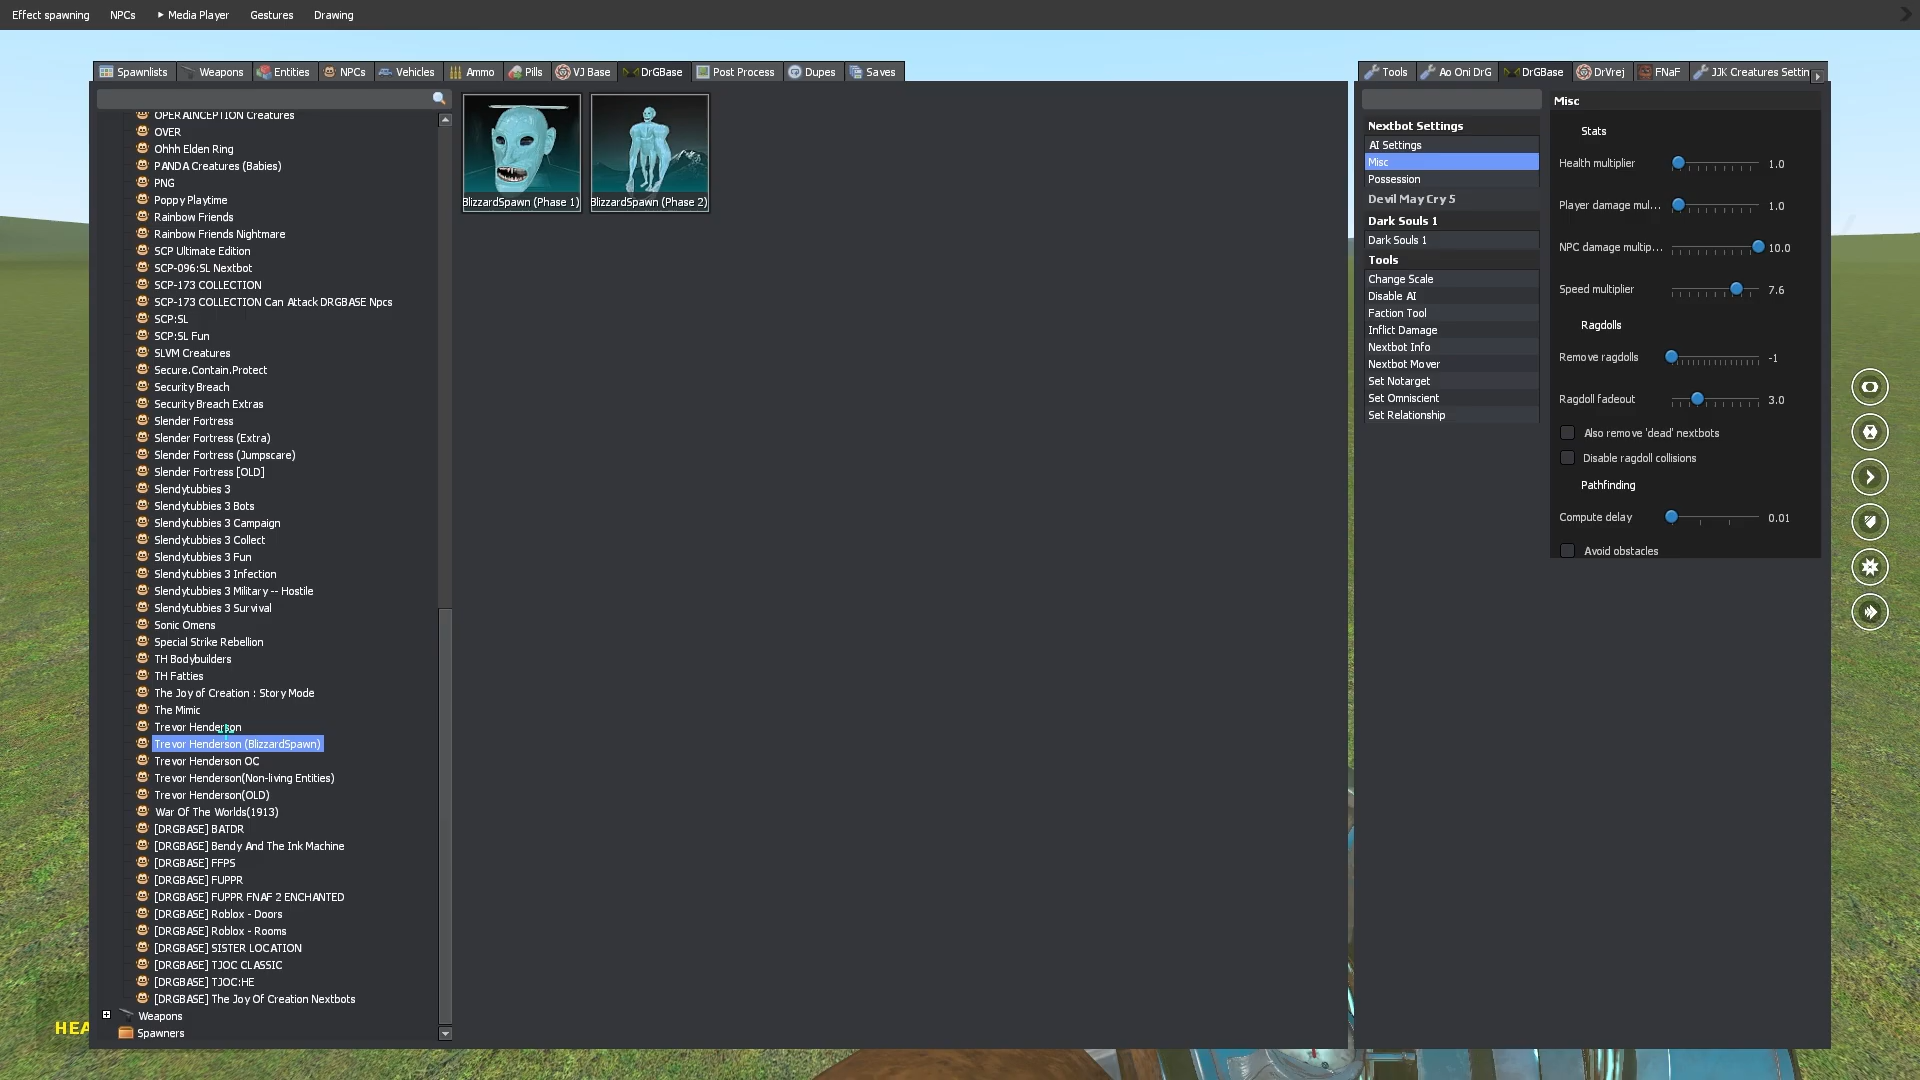 Effect spawning
NPCs
Media Player
Gestures
Drawing
Spawnlists
Weapons
Entities
NPCs
Vehicles
Ammo
Pills
VJ Base
DrGBase
Post Process
Dupes
Saves
OPERAINCEPTION Creatures
OVER
Ohhh Elden Ring
PANDA Creatures (Babies)
PNG
Poppy Playtime
Rainbow Friends
Rainbow Friends Nightmare
SCP Ultimate Edition
SCP-096:SL Nextbot
SCP-173 COLLECTION
SCP-173 COLLECTION Can Attack DRGBASE Npcs
SCP:SL
SCP:SL Fun
SLVM Creatures
Secure.Contain.Protect
Security Breach
Security Breach Extras
Slender Fortress
Slender Fortress (Extra)
Slender Fortress (Jumpscare)
Slender Fortress [OLD]
Slendytubbies 3
Slendytubbies 3 Bots
Slendytubbies 3 Campaign
Slendytubbies 3 Collect
Slendytubbies 3 Fun
Slendytubbies 3 Infection
Slendytubbies 3 Military -- Hostile
Slendytubbies 3 Survival
Sonic Omens
Special Strike Rebellion
TH Bodybuilders
TH Fatties
The Joy of Creation : Story Mode
The Mimic
Trevor Henderson
Trevor Henderson (BlizzardSpawn)
Trevor Henderson OC
Trevor Henderson(Non-living Entities)
Trevor Henderson(OLD)
War Of The Worlds(1913)
[DRGBASE] BATDR
[DRGBASE] Bendy And The Ink Machine
[DRGBASE] FFPS
[DRGBASE] FUPPR
[DRGBASE] FUPPR FNAF 2 ENCHANTED
[DRGBASE] Roblox - Doors
[DRGBASE] Roblox - Rooms
[DRGBASE] SISTER LOCATION
[DRGBASE] TJOC CLASSIC
[DRGBASE] TJOC:HE
[DRGBASE] The Joy Of Creation Nextbots
Weapons
Spawners
HEA
BlizzardSpawn (Phase 1)
BlizzardSpawn (Phase 2)
Tools
Ao Oni DrG
DrGBase
DrVrej
FNaF
JJK Creatures Settin
Nextbot Settings
AI Settings
Misc
Possession
Devil May Cry 5
Dark Souls 1
Dark Souls 1
Tools
Change Scale
Disable AI
Faction Tool
Inflict Damage
Nextbot Info
Nextbot Mover
Set Notarget
Set Omniscient
Set Relationship
Misc
Stats
Health multiplier 1.0
Player damage mul... 1.0
NPC damage multip... 10.0
Speed multiplier 7.6
Ragdolls
Remove ragdolls -1
Ragdoll fadeout 3.0
Also remove 'dead' nextbots
Disable ragdoll collisions
Pathfinding
Compute delay 0.01
Avoid obstacles